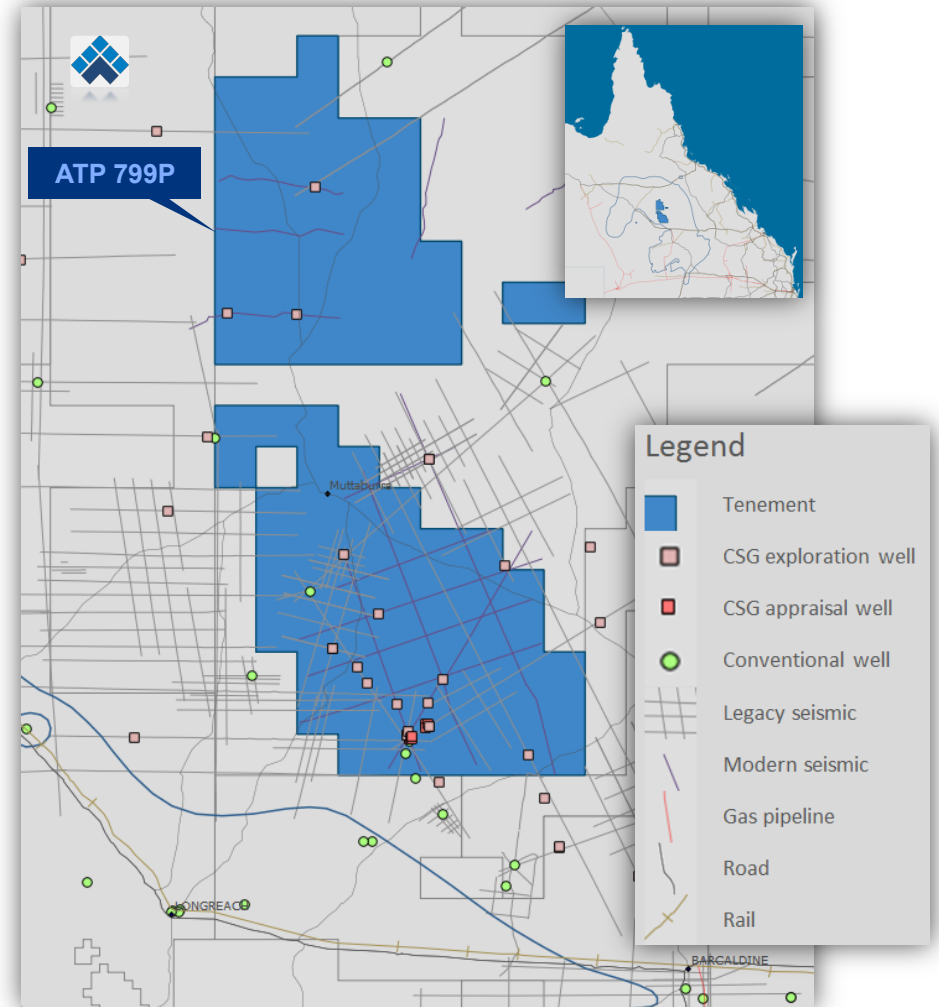 ATP 799P
Muttaburra
LONGREACH
BARCALDINE
Legend
Tenement
CSG exploration well
CSG appraisal well
Conventional well
Legacy seismic
Modern seismic
Gas pipeline
Road
Rail